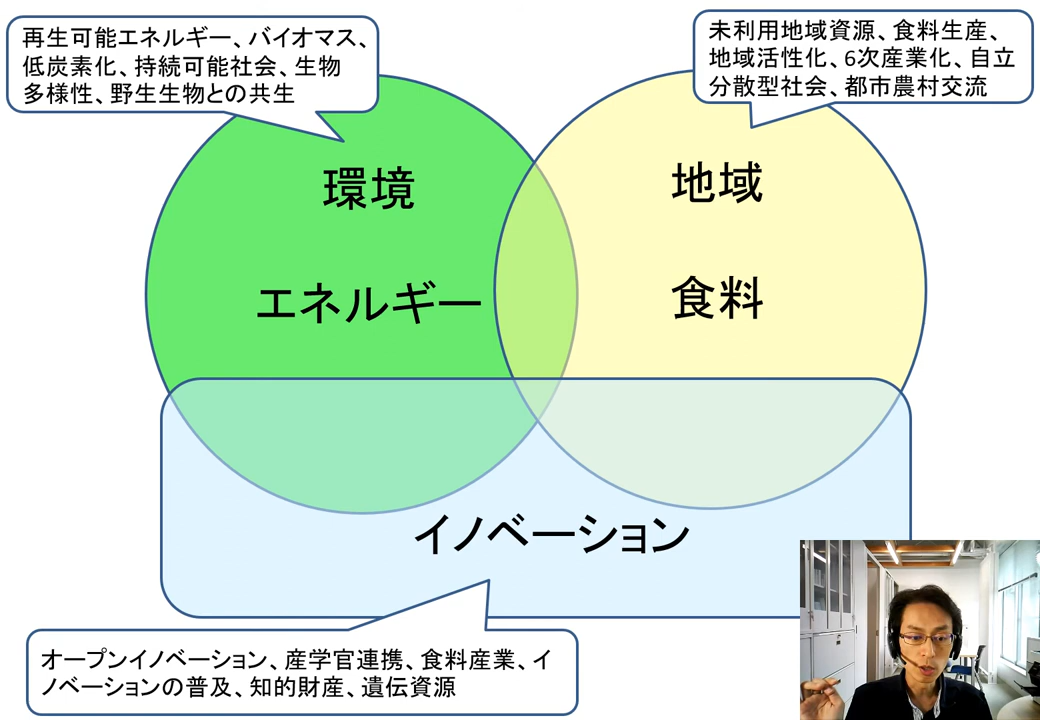 再生可能エネルギー、バイオマス、
低炭素化、持続可能社会、生物
多様性、野生生物との共生
未利用地域資源、食料生産、
地域活性化、6次産業化、自立
分散型社会、都市農村交流
環境
エネルギー
地域
食料
イノベーション
オープンイノベーション、産学官連携、食料産業、イ
ノベーションの普及、知的財産、遺伝資源